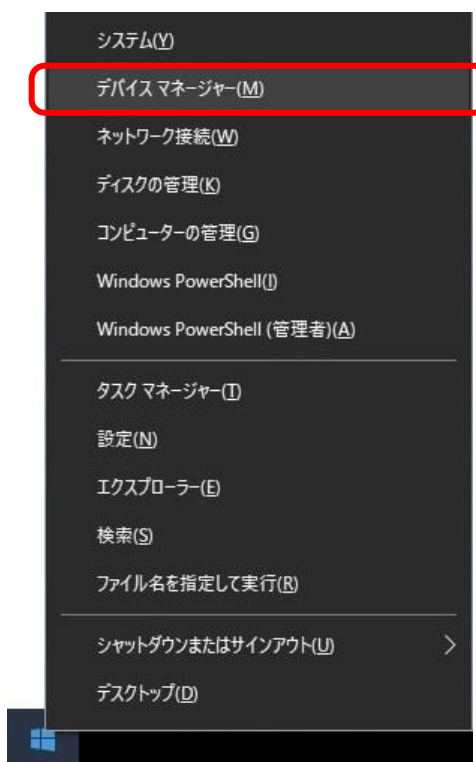 システム(Y)
デバイス マネージャー(M)
ネットワーク接続(W)
ディスクの管理(K)
コンピューターの管理(G)
Windows PowerShell(I)
Windows PowerShell (管理者)(A)
タスク マネージャー(T)
設定(N)
エクスプローラー(E)
検索(S)
ファイル名を指定して実行(R)
シャットダウンまたはサインアウト(U)
デスクトップ(D)